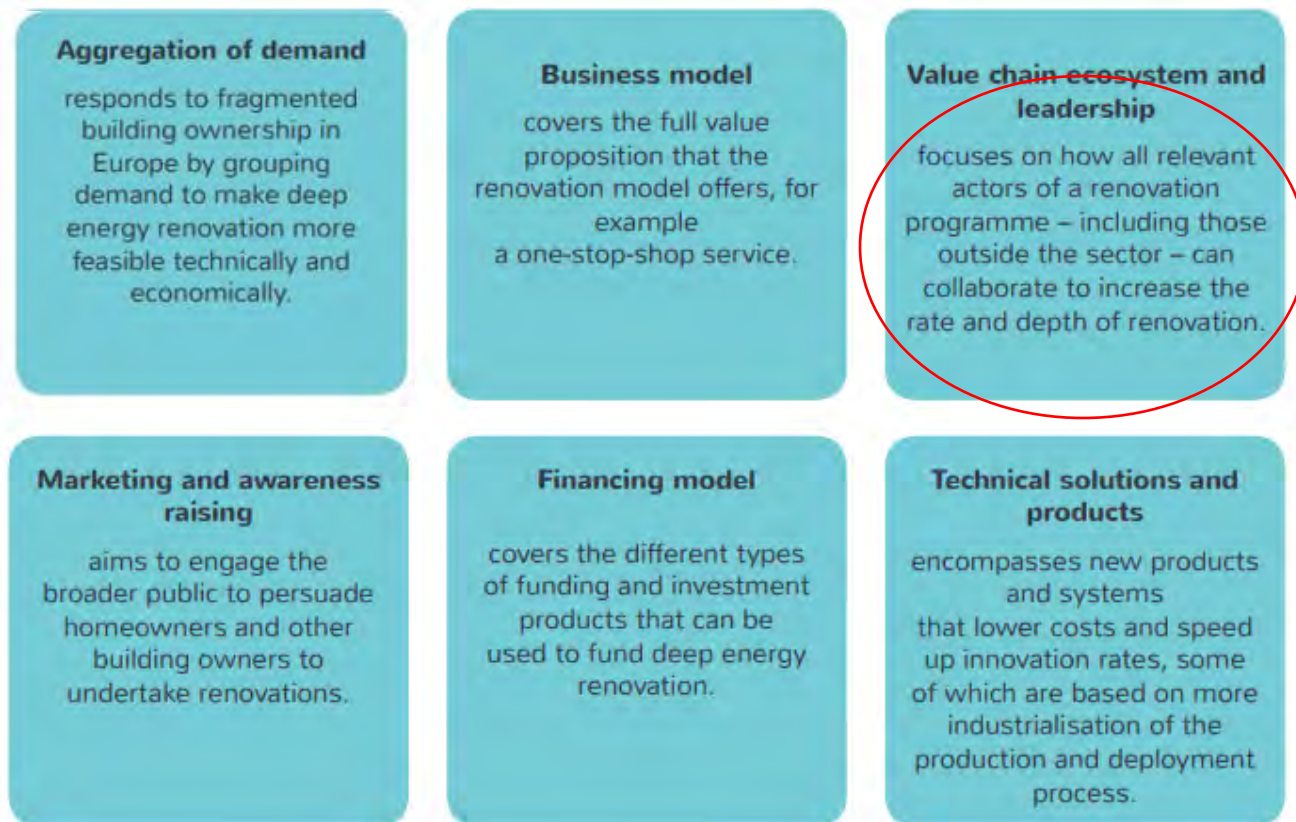 Aggregation of demand
responds to fragmented
building ownership in
Europe by grouping
demand to make deep
energy renovation more
feasible technically and
economically.
Business model
covers the full value
proposition that the
renovation model offers, for
example
a one-stop-shop service.
Value chain ecosystem and
leadership
focuses on how all relevant
actors of a renovation
programme – including those
outside the sector – can
collaborate to increase the
rate and depth of renovation.
Marketing and awareness
raising
aims to engage the
broader public to persuade
homeowners and other
building owners to
undertake renovations.
Financing model
covers the different types
of funding and investment
products that can be
used to fund deep energy
renovation.
Technical solutions and
products
encompasses new products
and systems
that lower costs and speed
up innovation rates, some
of which are based on more
industrialisation of the
production and deployment
process.